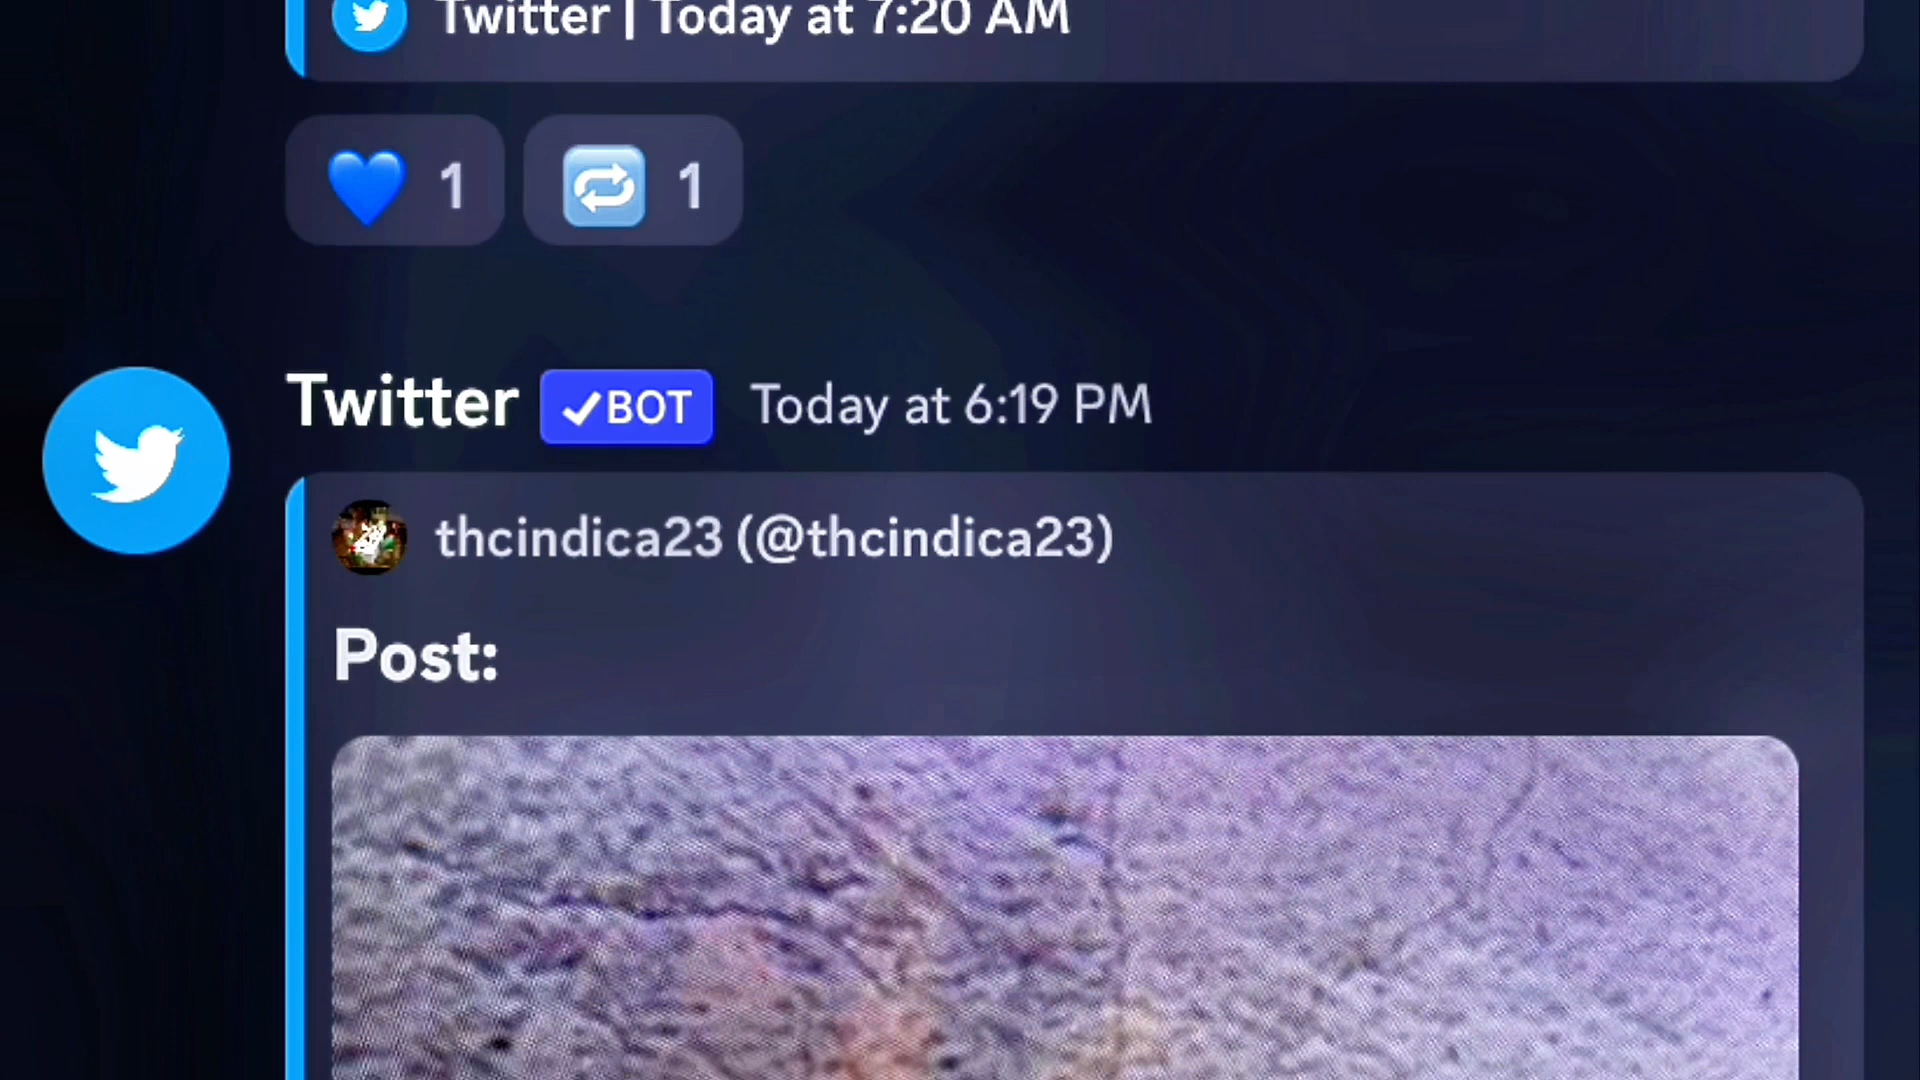 Twitter | Today at 7:20 AM
1 1
Twitter ✓BOT Today at 6:19 PM
thcindica23 (@thcindica23)
Post: